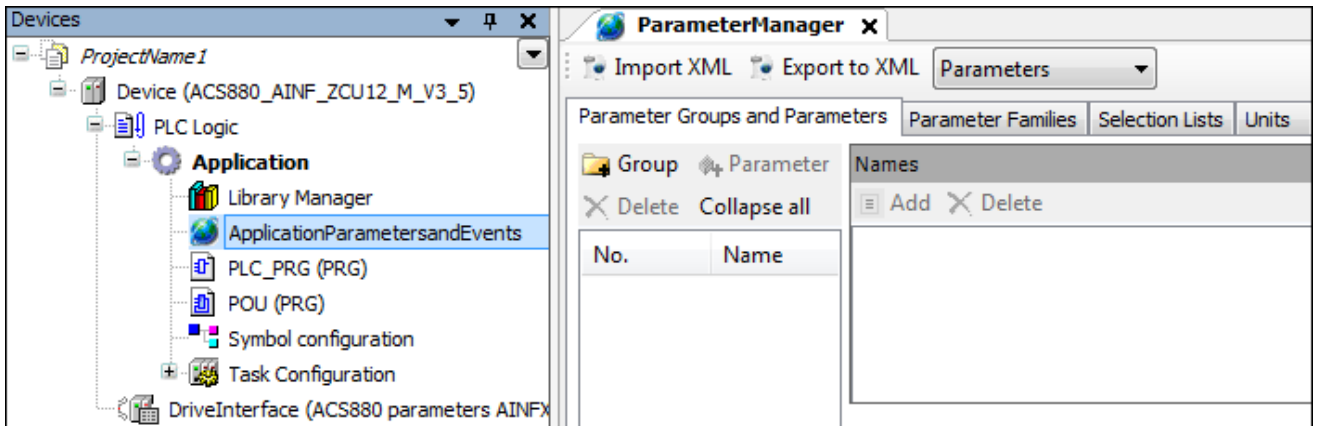 Devices
ProjectName1
Device (ACS880_AINF_ZCU12_M_V3_5)
PLC Logic
Application
Library Manager
ApplicationParametersandEvents
PLC_PRG (PRG)
POU (PRG)
Symbol configuration
Task Configuration
DriveInterface (ACS880 parameters AINFX
ParameterManager
Import XML Export to XML Parameters
Parameter Groups and Parameters Parameter Families Selection Lists Units
Group Parameter
Delete Collapse all
No. Name
Names
Add Delete